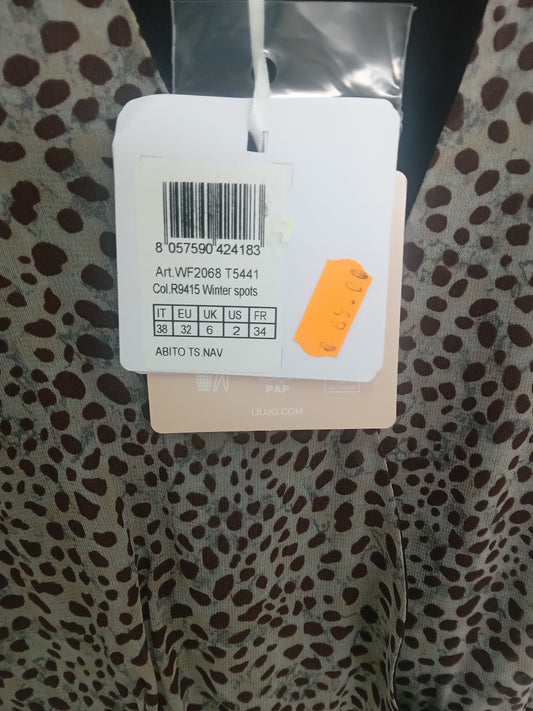 8 057590 424183
Art.WF2068 T5441
Col.R9415 Winter spots
IT EU UK US FR
38 32 6 2 34
ABITO TS.NAV
PAP
LIUJO.COM